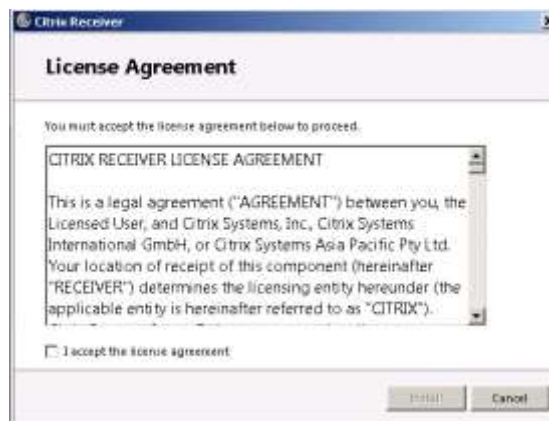 Citrix Receiver
License Agreement
You must accept the license agreement below to proceed.
CITRIX RECEIVER LICENSE AGREEMENT
This is a legal agreement ("AGREEMENT") between you, the
Licensed User, and Citrix Systems, Inc., Citrix Systems
International GmbH, or Citrix Systems Asia Pacific Pty Ltd.
Your location of receipt of this component (hereinafter
"RECEIVER") determines the licensing entity hereunder (the
applicable entity is hereinafter referred to as "CITRIX").
I accept the license agreement
Install
Cancel